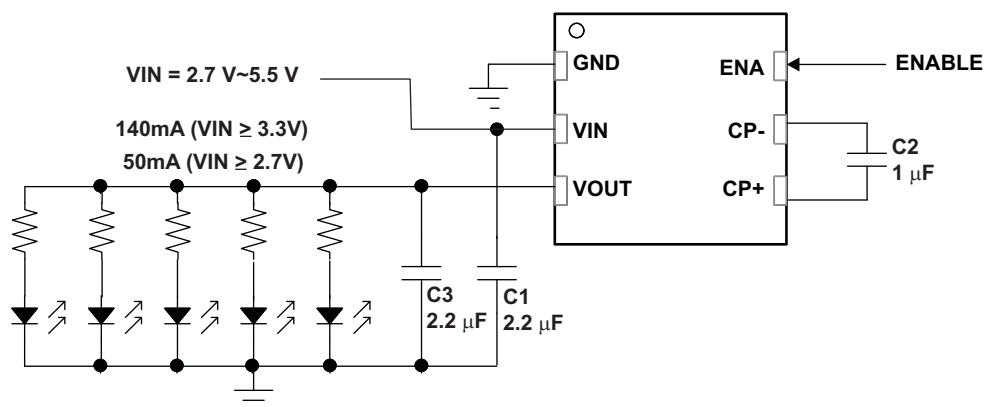 GND
ENA
ENABLE
VIN = 2.7 V~5.5 V
140mA (VIN ≥ 3.3V)
VIN
CP-
C2
1 μF
50mA (VIN ≥ 2.7V)
VOUT
CP+
C3
2.2 μF
C1
2.2 μF